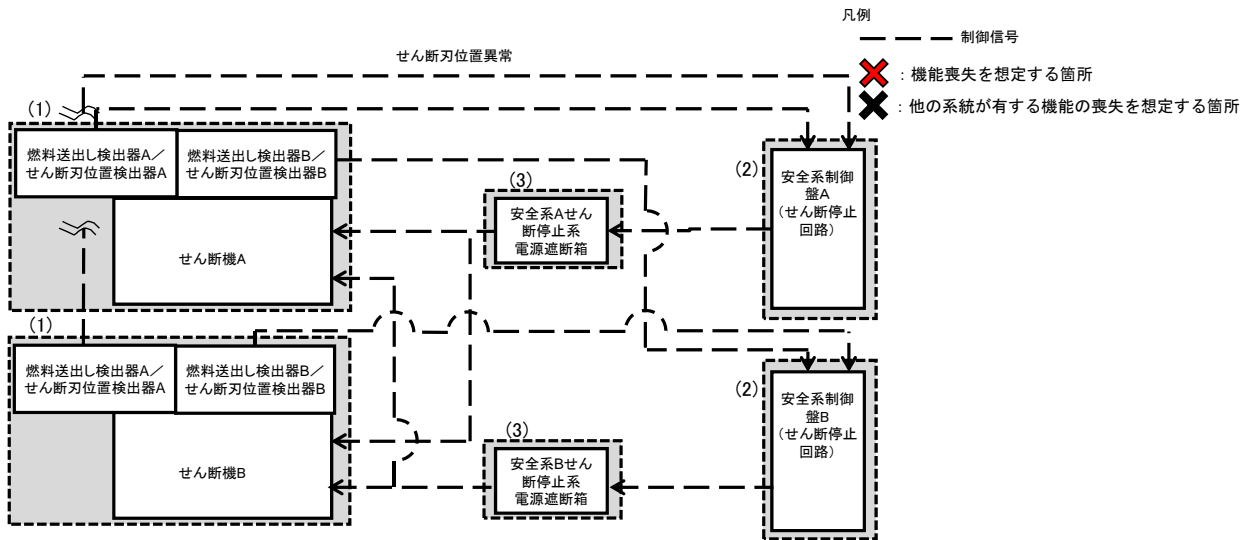 凡例
制御信号
：機能喪失を想定する箇所
：他の系統が有する機能の喪失を想定する箇所
せん断刃位置異常
(1)
燃料送出し検出器A／
せん断刃位置検出器A
燃料送出し検出器B／
せん断刃位置検出器B
せん断機A
(3)
安全系Aせん
断停止系
電源遮断箱
(2)
安全系制御
盤A
（せん断停止
回路）
(1)
燃料送出し検出器A／
せん断刃位置検出器A
燃料送出し検出器B／
せん断刃位置検出器B
せん断機B
(3)
安全系Bせん
断停止系
電源遮断箱
(2)
安全系制御
盤B
（せん断停止
回路）